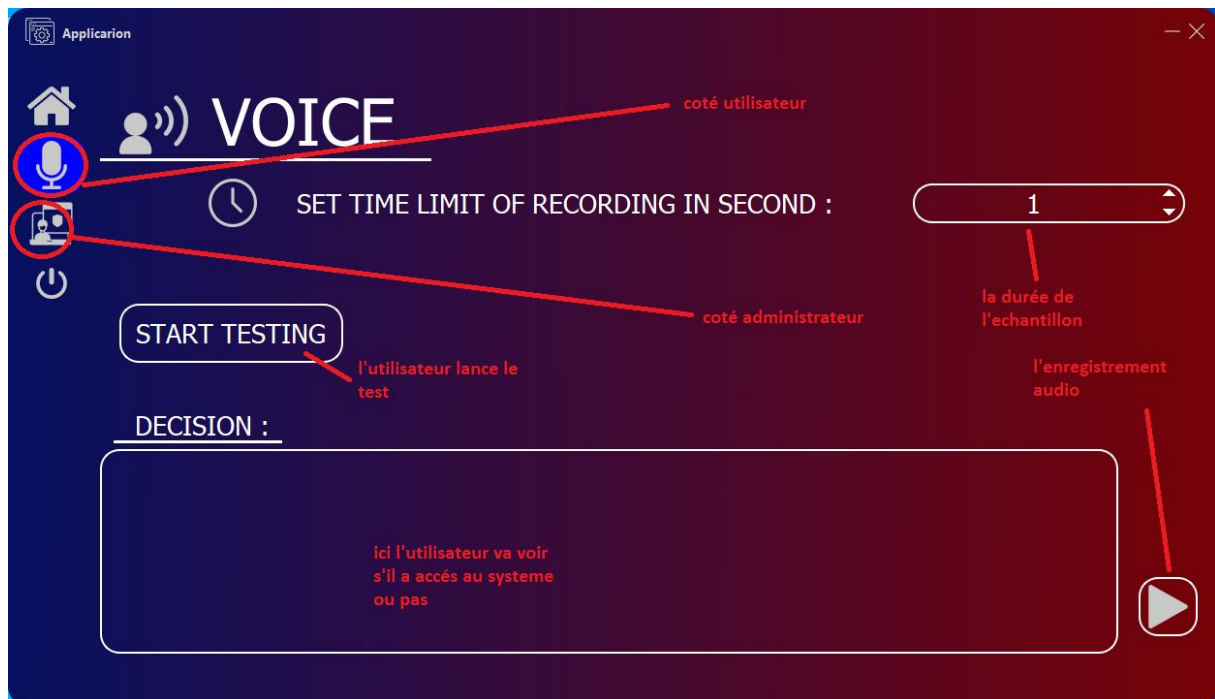 Applicarion
VOICE
coté utilisateur
SET TIME LIMIT OF RECORDING IN SECOND :
1
la durée de
l'echantillon
coté administrateur
START TESTING
l'utilisateur lance le
test
l'enregistrement
audio
DECISION :
ici l'utilisateur va voir
s'il a accés au systeme
ou pas